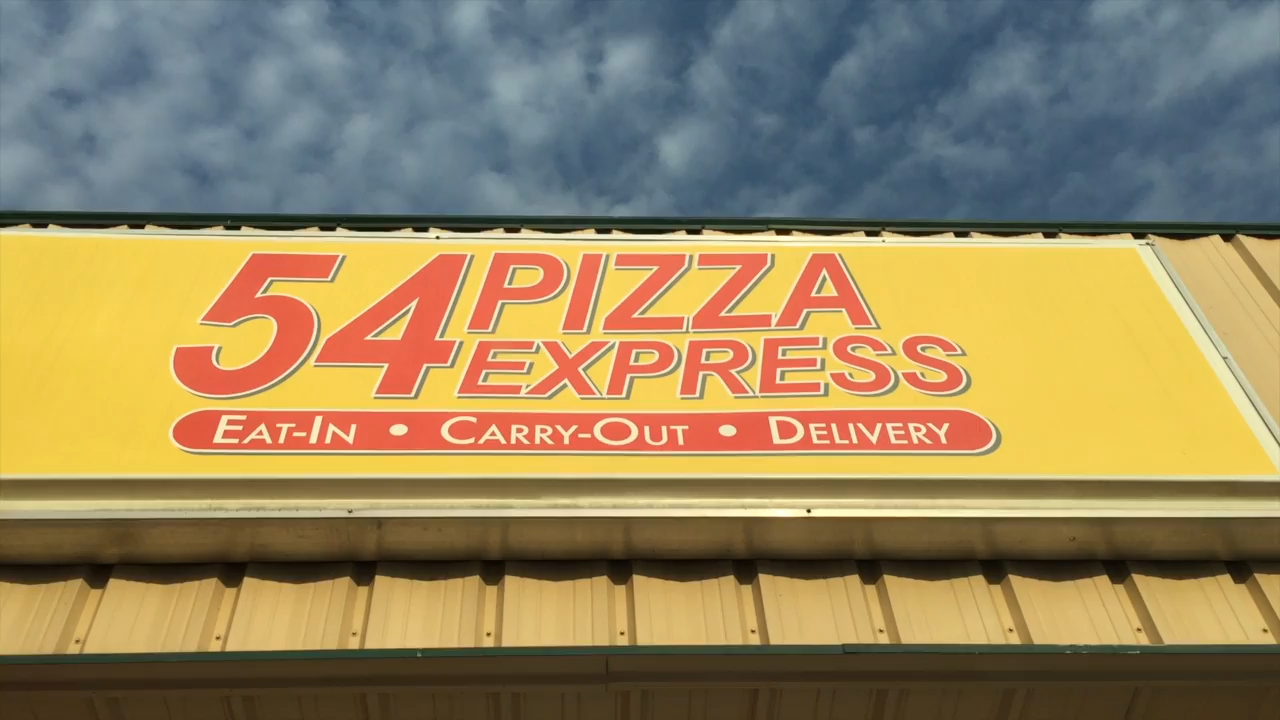 54 PIZZA
EXPRESS
EAT-IN • CARRY-OUT • DELIVERY